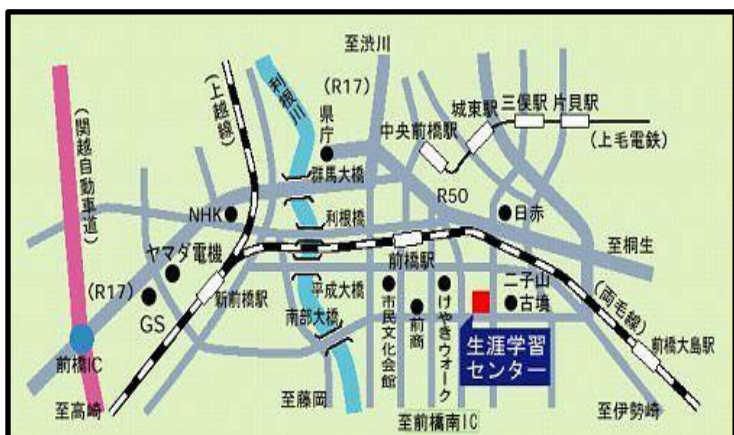 至渋川
(R17)
(上越線)
利根川
県庁
城東駅
三俣駅
片貝駅
中央前橋駅
(上毛電鉄)
(関越自動車道)
群馬大橋
R50
NHK
利根橋
日赤
至桐生
ヤマダ電機
前橋駅
二子山
古境
(R17)
新前橋駅
平成大橋
GS
南部大橋
市民文化会館
前商
けやきウォーク
生涯学習
センター
(両毛線)
前橋大島駅
前橋IC
至高崎
至藤岡
至前橋南IC
至伊勢崎